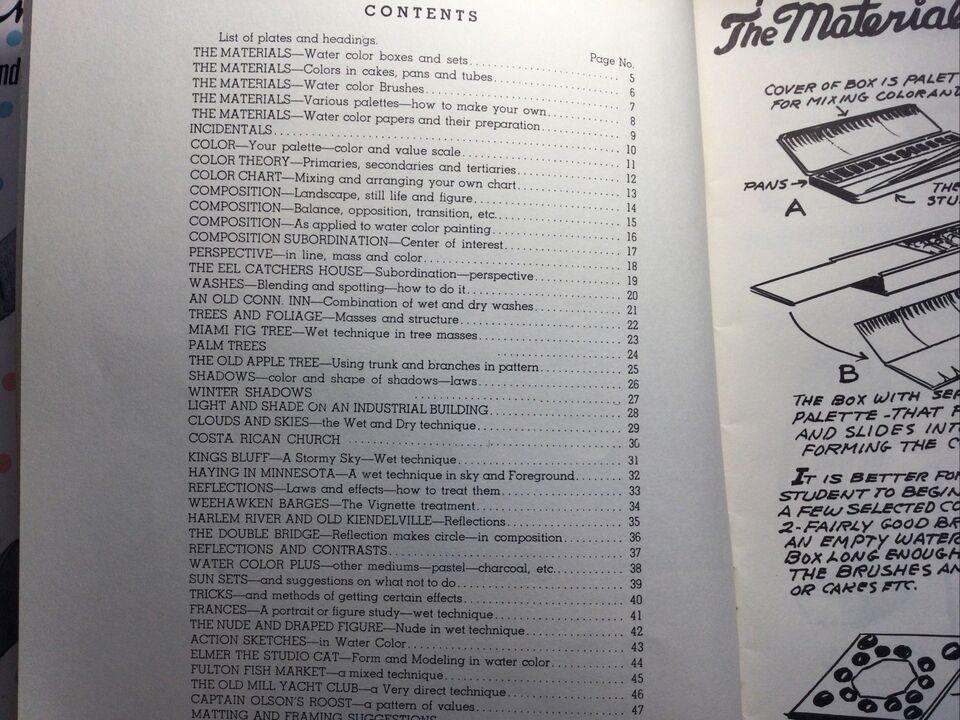 CONTENTS
List of plates and headings. Page No.
THE MATERIALS—Water color boxes and sets 5
THE MATERIALS—Colors in cakes, pans and tubes 6
THE MATERIALS—Water color Brushes 7
THE MATERIALS—Various palettes—how to make your own 8
THE MATERIALS—Water color papers and their preparation 9
INCIDENTALS 10
COLOR—Your palette—color and value scale 11
COLOR THEORY—Primaries, secondaries and tertiaries 12
COLOR CHART—Mixing and arranging your own chart 13
COMPOSITION—Landscape, still life and figure 14
COMPOSITION—Balance, opposition, transition, etc. 15
COMPOSITION—As applied to water color painting 16
COMPOSITION SUBORDINATION—Center of interest 17
PERSPECTIVE—in line, mass and color 18
THE EEL CATCHERS HOUSE—Subordination—perspective 19
WASHES—Blending and spotting—how to do it 20
AN OLD CONN. INN—Combination of wet and dry washes 21
TREES AND FOLIAGE—Masses and structure 22
MIAMI FIG TREE—Wet technique in tree masses 23
PALM TREES 24
THE OLD APPLE TREE—Using trunk and branches in pattern 25
SHADOWS—color and shape of shadows—laws 26
WINTER SHADOWS 27
LIGHT AND SHADE ON AN INDUSTRIAL BUILDING 28
CLOUDS AND SKIES—the Wet and Dry technique 29
COSTA RICAN CHURCH 30
KINGS BLUFF—A Stormy Sky—Wet technique 31
HAYING IN MINNESOTA—A wet technique in sky and Foreground 32
REFLECTIONS—Laws and effects—how to treat them 33
WEEHAWKEN BARGES—The Vignette treatment 34
HARLEM RIVER AND OLD KIENDELVILLE—Reflections 35
THE DOUBLE BRIDGE—Reflection makes circle—in composition 36
REFLECTIONS AND CONTRASTS 37
WATER COLOR PLUS—other mediums—pastel—charcoal, etc. 38
SUN SETS—and suggestions on what not to do 39
TRICKS—and methods of getting certain effects 40
FRANCES—A portrait or figure study—wet technique 41
THE NUDE AND DRAPED FIGURE—Nude in wet technique 42
ACTION SKETCHES—in Water Color 43
ELMER THE STUDIO CAT—Form and Modeling in water color 44
FULTON FISH MARKET—a mixed technique 45
THE OLD MILL YACHT CLUB—a Very direct technique 46
CAPTAIN OLSON'S ROOST—a pattern of values 47
MATTING AND FRAMING SUGGESTIONS
The Material
COVER OF BOX IS PALET
FOR MIXING COLOR AND
PANS
THE
STU
A
B
THE BOX WITH SEP
PALETTE - THAT F
AND SLIDES INT
FORMING THE C
IT IS BETTER FOR
STUDENT TO BEGIN
A FEW SELECTED CO
2 - FAIRLY GOOD BR
AN EMPTY WATER
BOX LONG ENOUGH
THE BRUSHES AN
OR CAKES ETC.